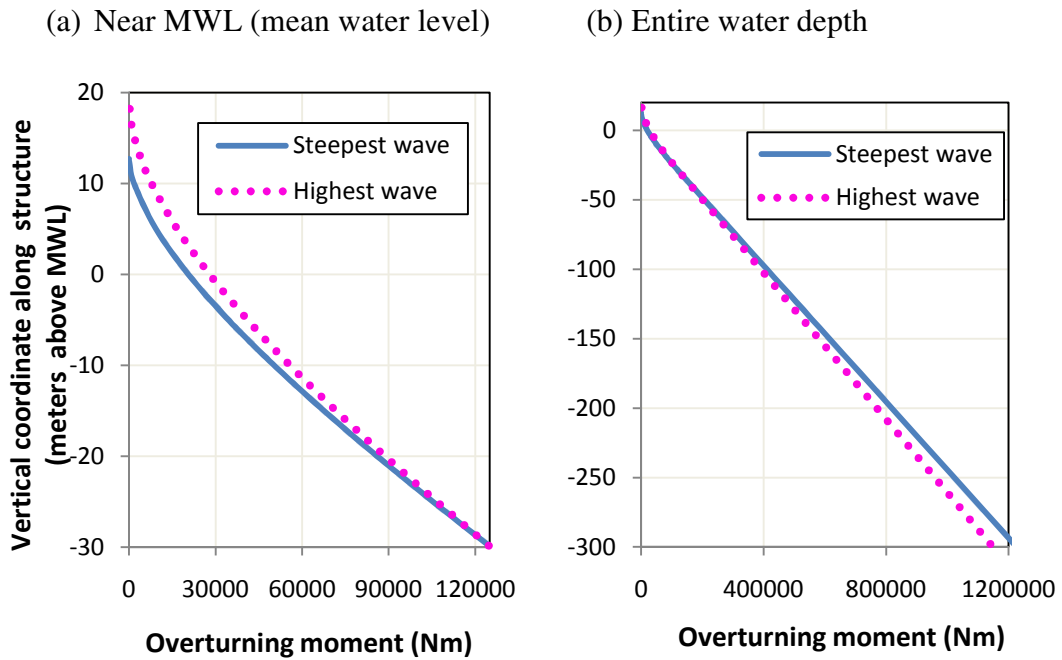 (a) Near MWL (mean water level)
(b) Entire water depth
Vertical coordinate along structure
(meters above MWL)
20
10
0
-10
-20
-30
Steepest wave
Highest wave
0
30000
60000
90000
120000
Overturning moment (Nm)
0
-50
-100
-150
-200
-250
-300
Steepest wave
Highest wave
0
400000
800000
1200000
Overturning moment (Nm)